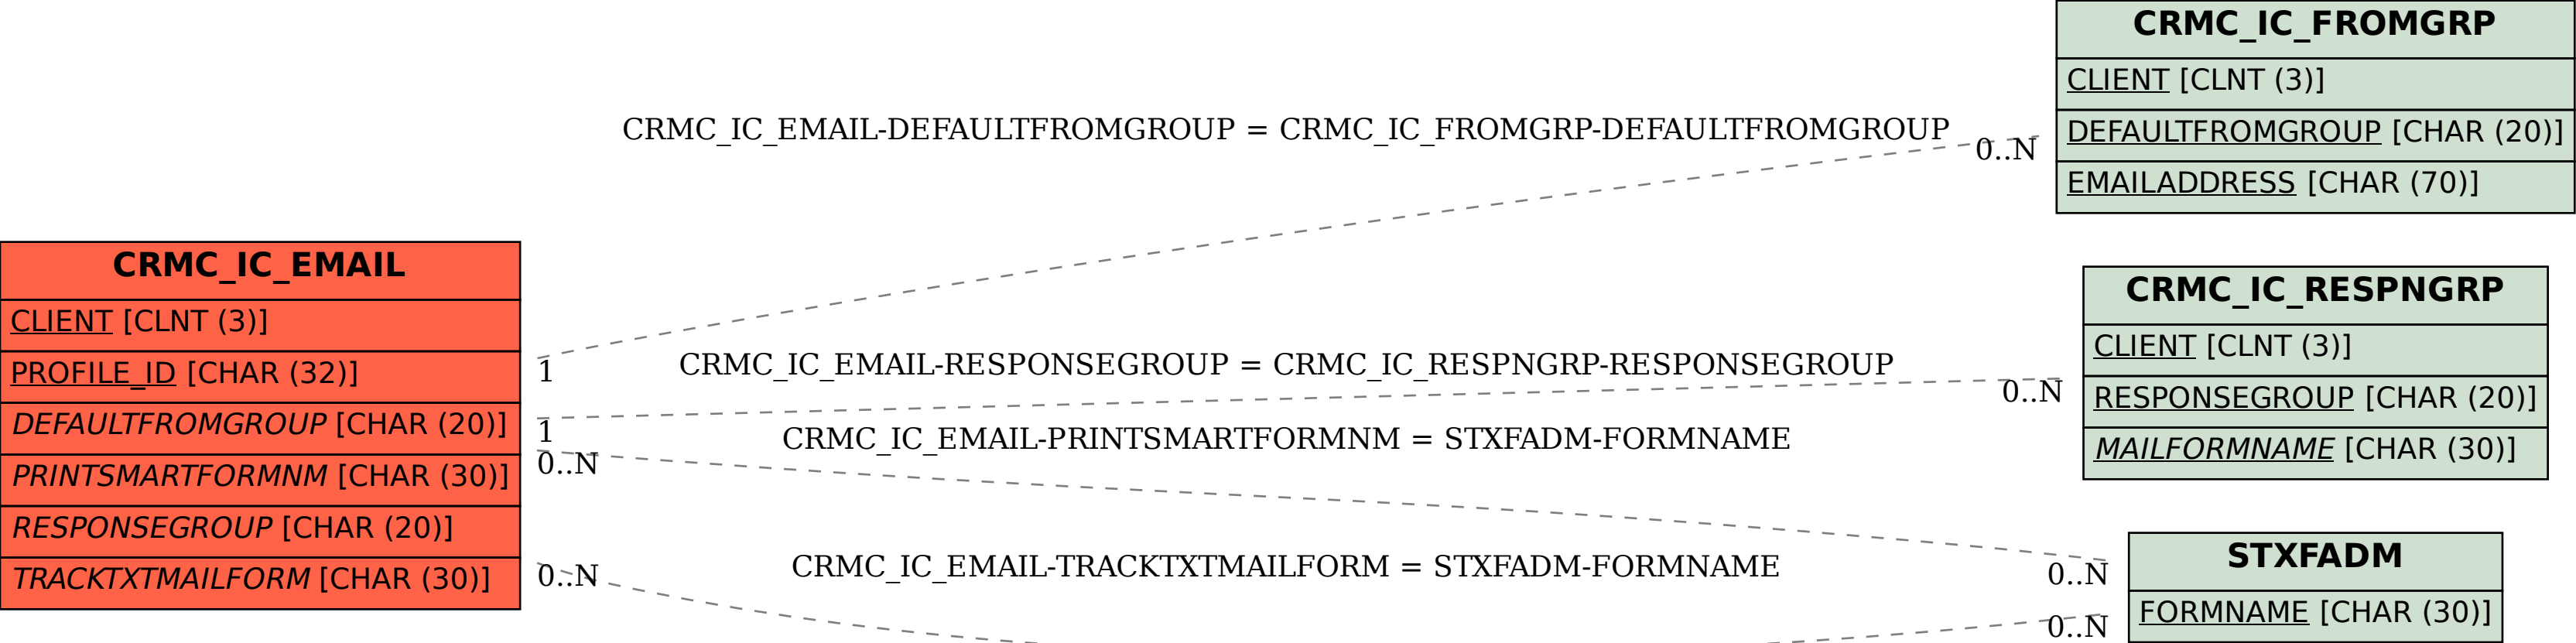 CRMC_IC_FROMGRP
CLIENT [CLNT (3)]
DEFAULTFROMGROUP [CHAR (20)]
EMAILADDRESS [CHAR (70)]
CRMC_IC_EMAIL-DEFAULTFROMGROUP = CRMC_IC_FROMGRP-DEFAULTFROMGROUP
0..N
1
CRMC_IC_EMAIL
CLIENT [CLNT (3)]
PROFILE_ID [CHAR (32)]
DEFAULTFROMGROUP [CHAR (20)]
PRINTSMARTFORMNM [CHAR (30)]
RESPONSEGROUP [CHAR (20)]
TRACKTXTMAILFORM [CHAR (30)]
CRMC_IC_EMAIL-RESPONSEGROUP = CRMC_IC_RESPNGRP-RESPONSEGROUP
0..N
1
CRMC_IC_RESPNGRP
CLIENT [CLNT (3)]
RESPONSEGROUP [CHAR (20)]
MAILFORMNAME [CHAR (30)]
CRMC_IC_EMAIL-PRINTSMARTFORMNM = STXFADM-FORMNAME
0..N
0..N
CRMC_IC_EMAIL-TRACKTXTMAILFORM = STXFADM-FORMNAME
0..N
0..N
STXFADM
FORMNAME [CHAR (30)]